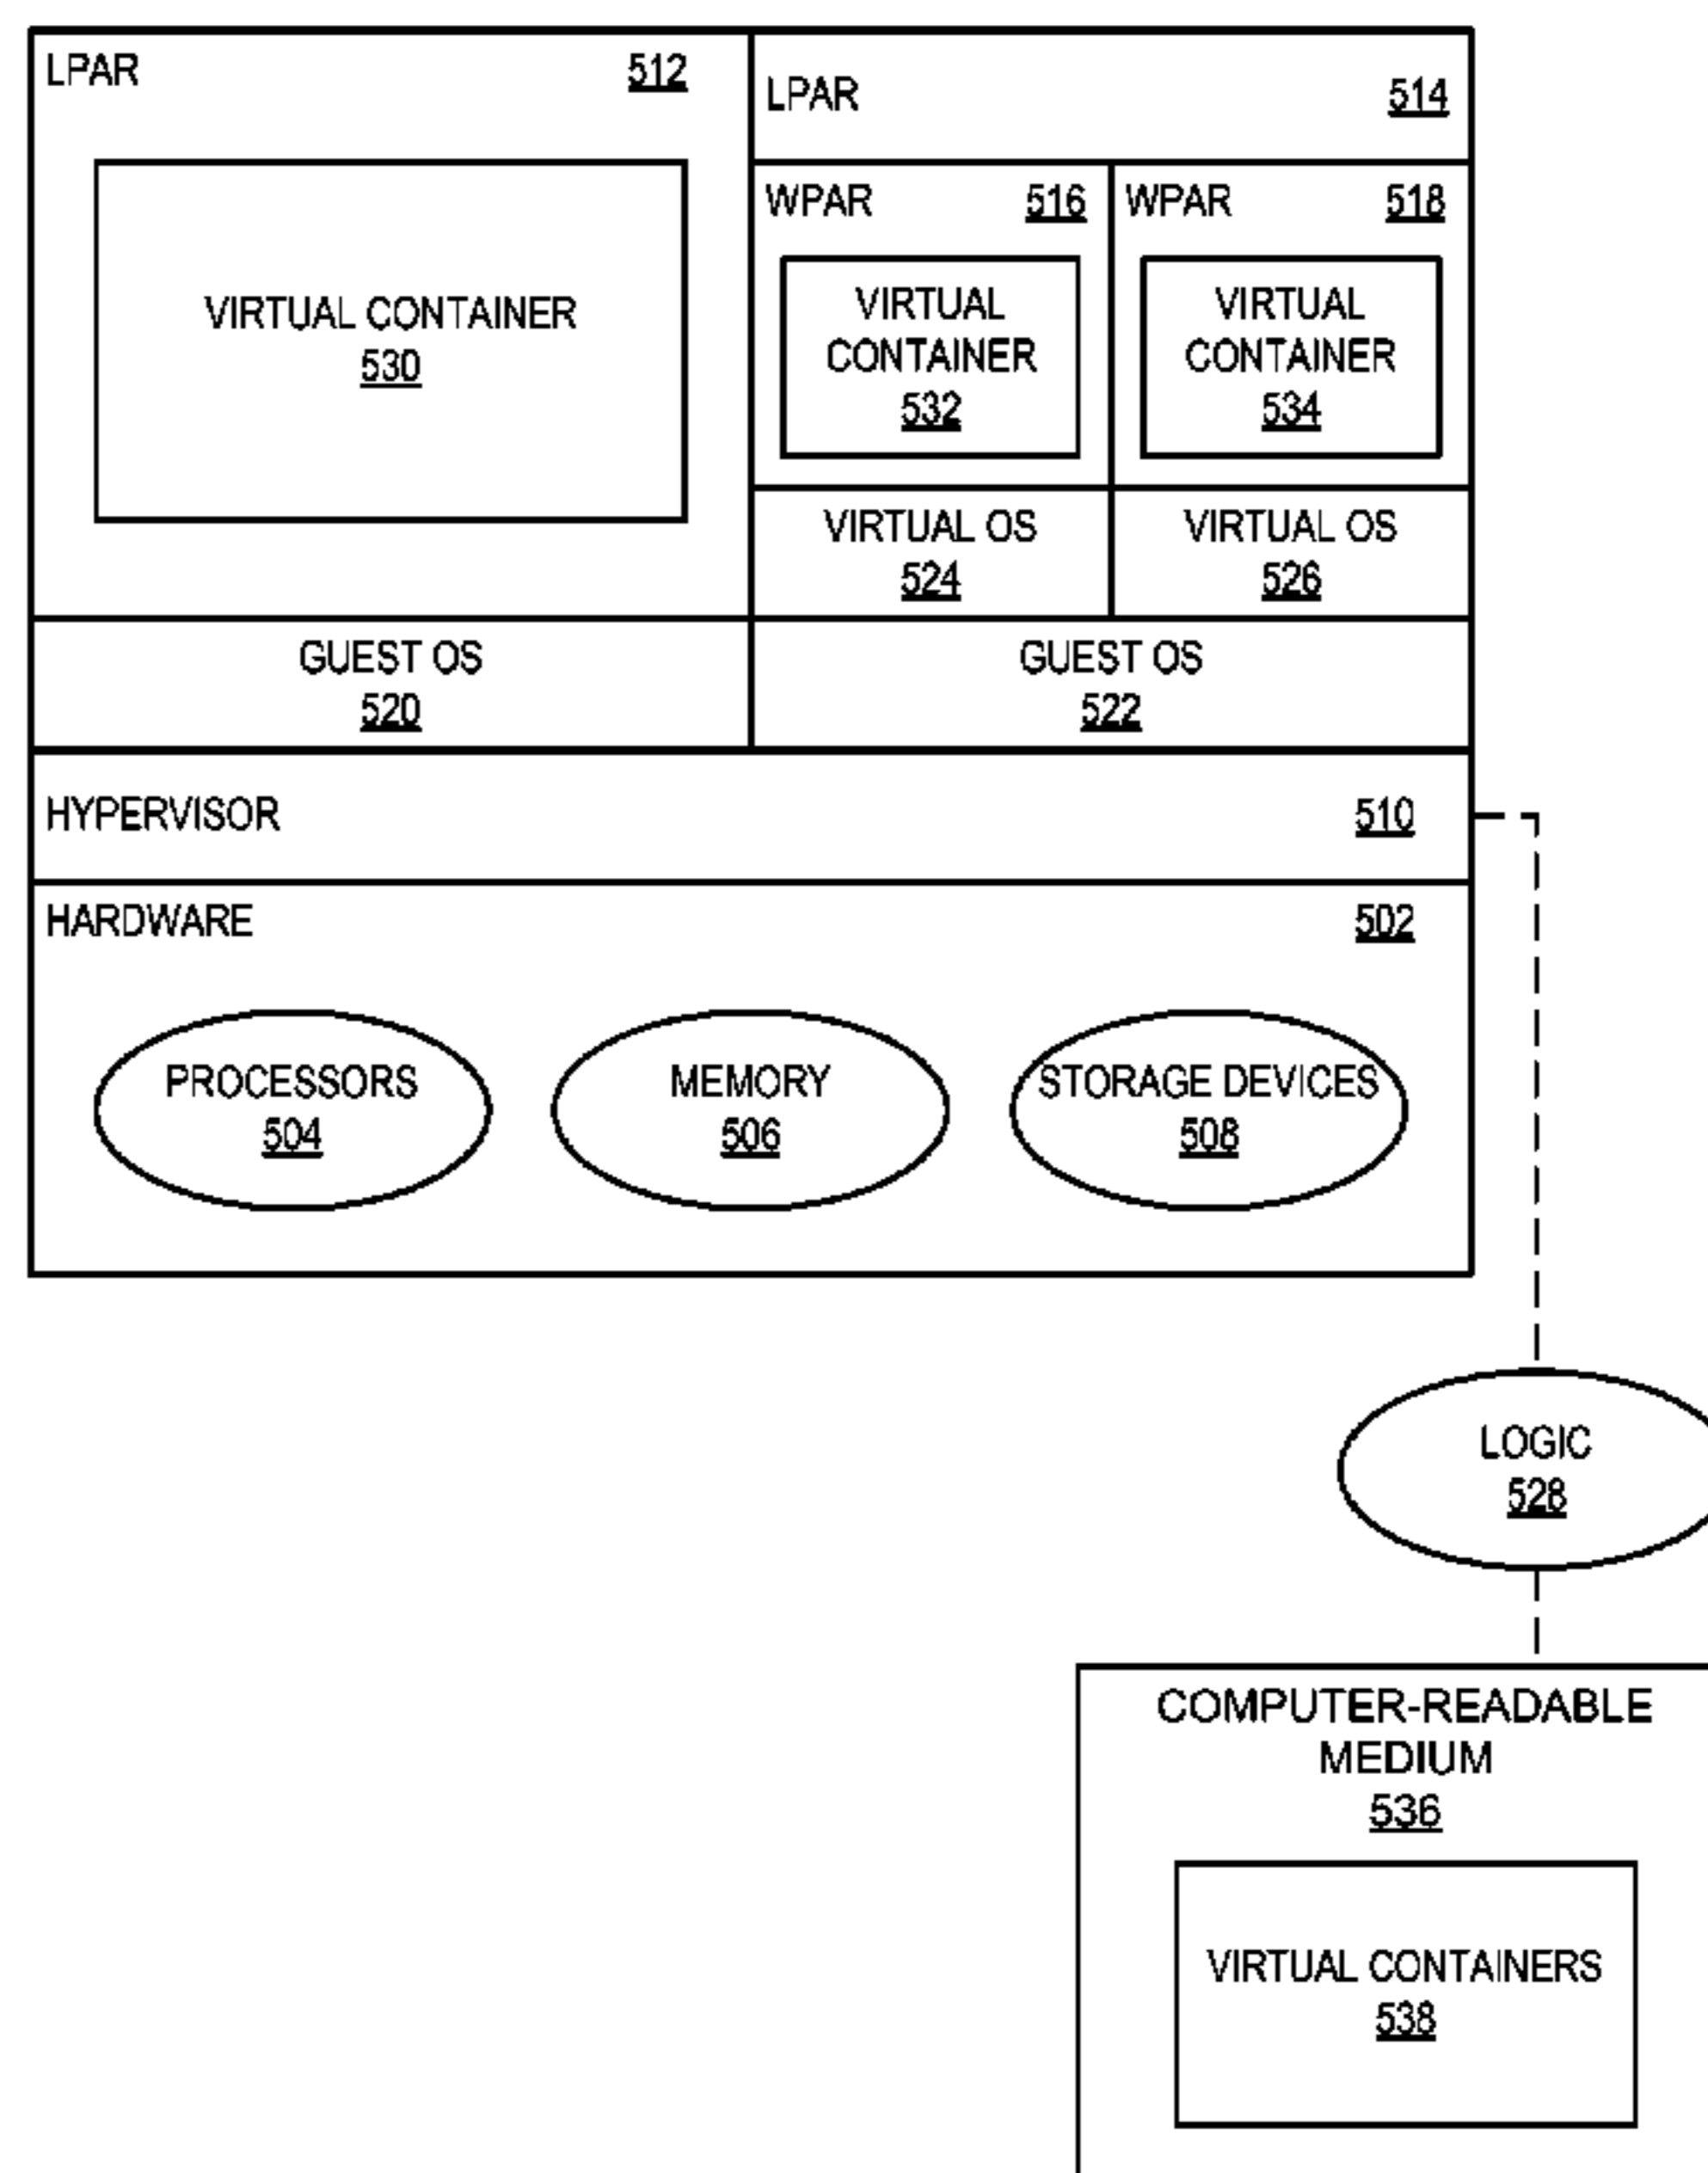 LPAR 512
VIRTUAL CONTAINER
530
LPAR 514
WPAR 516
VIRTUAL
CONTAINER
532
WPAR 518
VIRTUAL
CONTAINER
534
VIRTUAL OS
524
VIRTUAL OS
526
GUEST OS
520
GUEST OS
522
HYPERVISOR 510
HARDWARE 502
PROCESSORS
504
MEMORY
506
STORAGE DEVICES
508
LOGIC
528
COMPUTER-READABLE
MEDIUM
536
VIRTUAL CONTAINERS
538